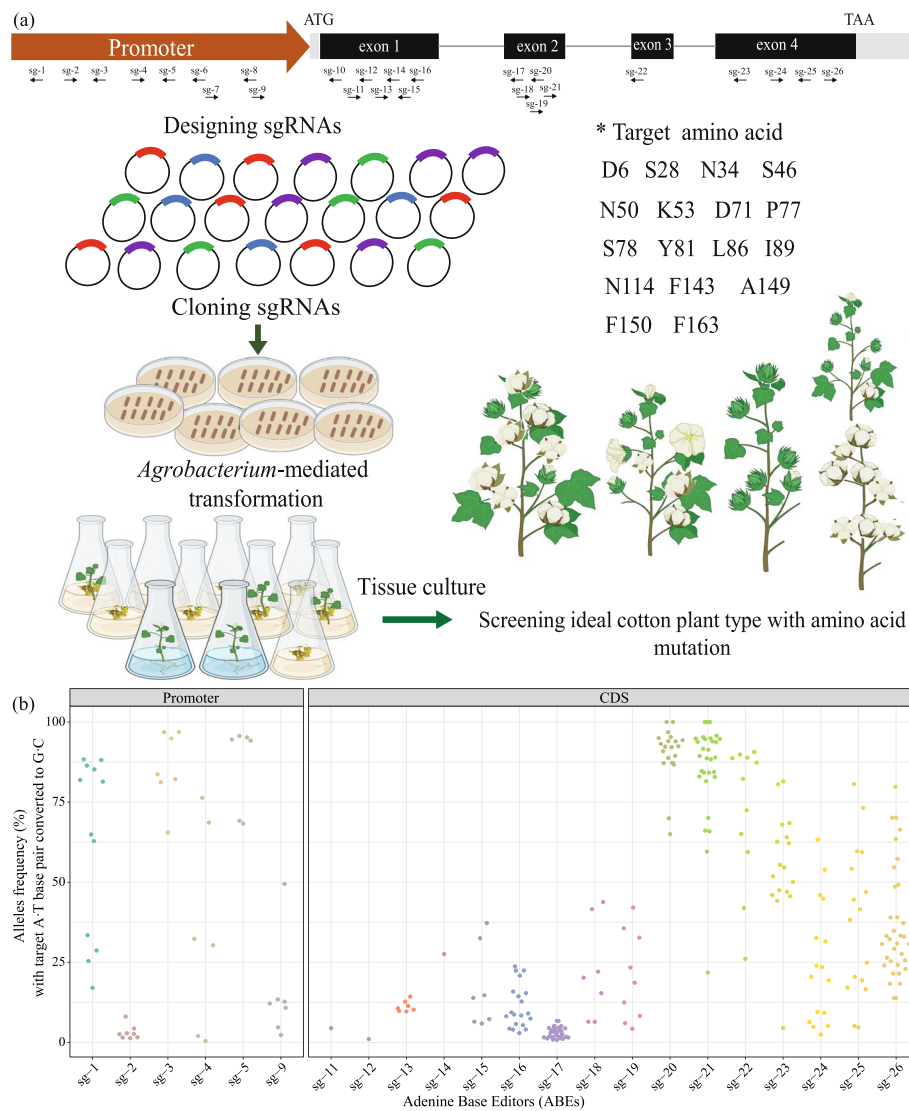 (a)
ATG
TAA
Promoter
exon 1
exon 2
exon 3
exon 4
sg-1 sg-2 sg-3 sg-4 sg-5 sg-6 sg-8
sg-7 sg-9
sg-10 sg-12 sg-14 sg-16
sg-11 sg-13 sg-15
sg-17 sg-20
sg-18 sg-21
sg-19
sg-22
sg-23 sg-24 sg-25 sg-26
Designing sgRNAs
* Target amino acid
D6 S28 N34 S46
N50 K53 D71 P77
S78 Y81 L86 I89
N114 F143 A149
F150 F163
Cloning sgRNAs
Agrobacterium-mediated
transformation
Tissue culture
Screening ideal cotton plant type with amino acid
mutation
(b)
Promoter
CDS
Alleles frequency (%)
with target A·T base pair converted to G·C
100
75
50
25
0
sg-1
sg-2
sg-3
sg-4
sg-5
sg-9
sg-11
sg-12
sg-13
sg-14
sg-15
sg-16
sg-17
sg-18
sg-19
sg-20
sg-21
sg-22
sg-23
sg-24
sg-25
sg-26
Adenine Base Editors (ABEs)